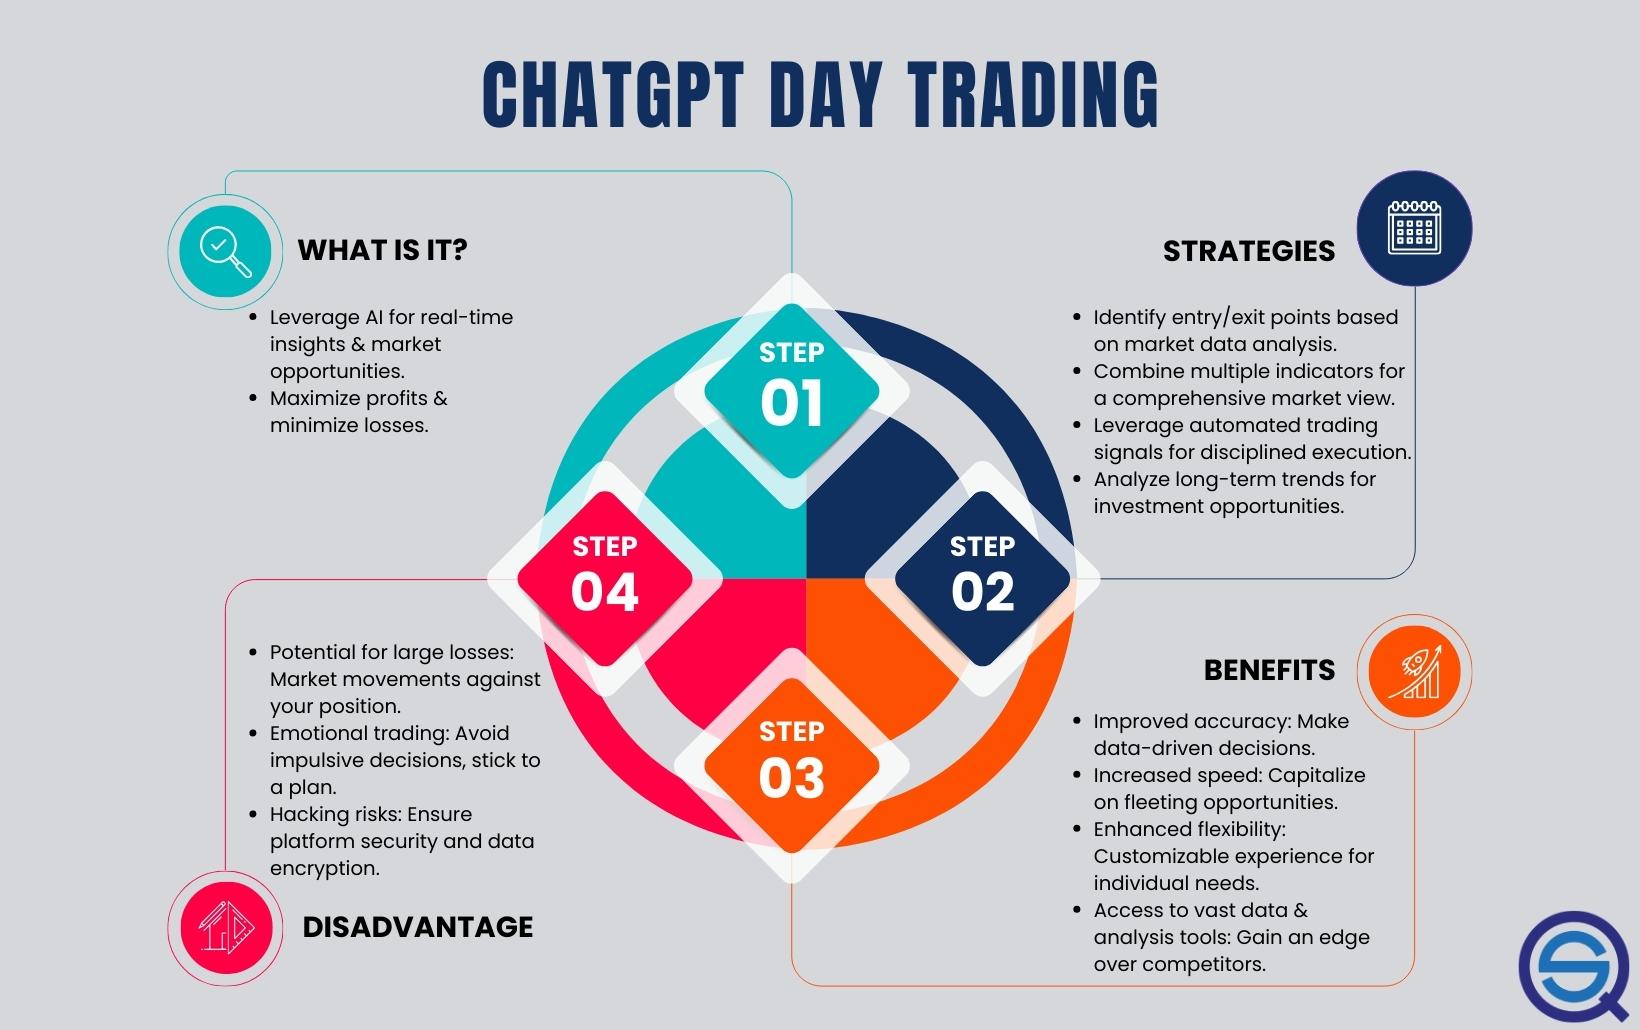 CHATGPT DAY TRADING
WHAT IS IT?
• Leverage AI for real-time
insights & market
opportunities.
• Maximize profits &
minimize losses.
STRATEGIES
• Identify entry/exit points based
on market data analysis.
• Combine multiple indicators for
a comprehensive market view.
• Leverage automated trading
signals for disciplined execution.
• Analyze long-term trends for
investment opportunities.
STEP
01
STEP
02
STEP
03
STEP
04
BENEFITS
• Improved accuracy: Make
data-driven decisions.
• Increased speed: Capitalize
on fleeting opportunities.
• Enhanced flexibility:
Customizable experience for
individual needs.
• Access to vast data &
analysis tools: Gain an edge
over competitors.
• Potential for large losses:
Market movements against
your position.
• Emotional trading: Avoid
impulsive decisions, stick to
a plan.
• Hacking risks: Ensure
platform security and data
encryption.
DISADVANTAGE